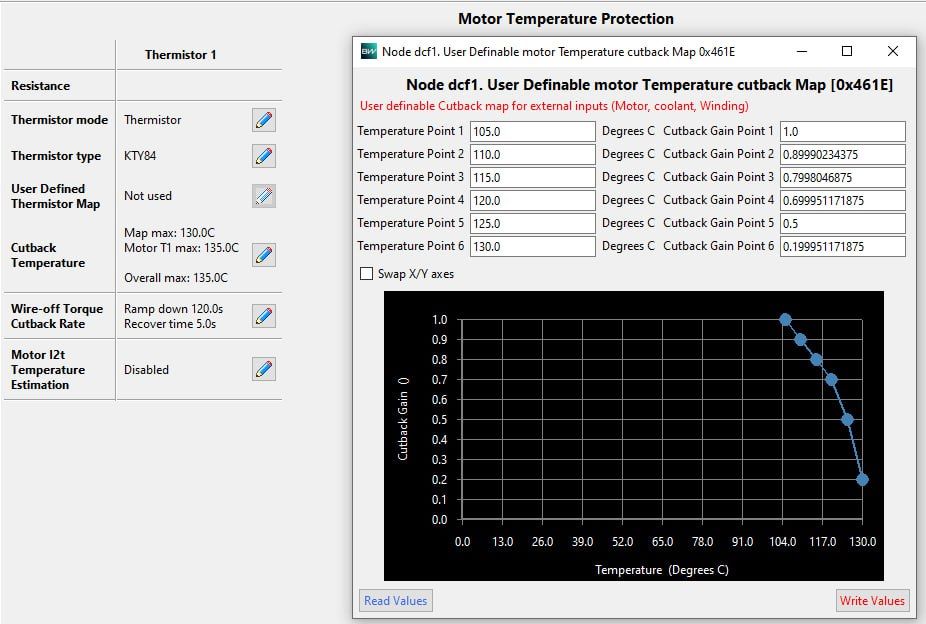 Motor Temperature Protection
Thermistor 1
Resistance
Thermistor mode Thermistor
Thermistor type KTY84
User Defined
Thermistor Map
Not used
Cutback
Temperature
Map max: 130.0C
Motor T1 max: 135.0C
Overall max: 135.0C
Wire-off Torque
Cutback Rate
Ramp down 120.0s
Recover time 5.0s
Motor I2t
Temperature
Estimation
Disabled
BW Node dcf1. User Definable motor Temperature cutback Map 0x461E
Node dcf1. User Definable motor Temperature cutback Map [0x461E]
User definable Cutback map for external inputs (Motor, coolant, Winding)
Temperature Point 1 105.0 Degrees C Cutback Gain Point 1 1.0
Temperature Point 2 110.0 Degrees C Cutback Gain Point 2 0.89990234375
Temperature Point 3 115.0 Degrees C Cutback Gain Point 3 0.7998046875
Temperature Point 4 120.0 Degrees C Cutback Gain Point 4 0.699951171875
Temperature Point 5 125.0 Degrees C Cutback Gain Point 5 0.5
Temperature Point 6 130.0 Degrees C Cutback Gain Point 6 0.199951171875
Swap X/Y axes
Cutback Gain ()
1.0
0.9
0.8
0.7
0.6
0.5
0.4
0.3
0.2
0.1
0.0
0.0 13.0 26.0 39.0 52.0 65.0 78.0 91.0 104.0 117.0 130.0
Temperature (Degrees C)
Read Values
Write Values